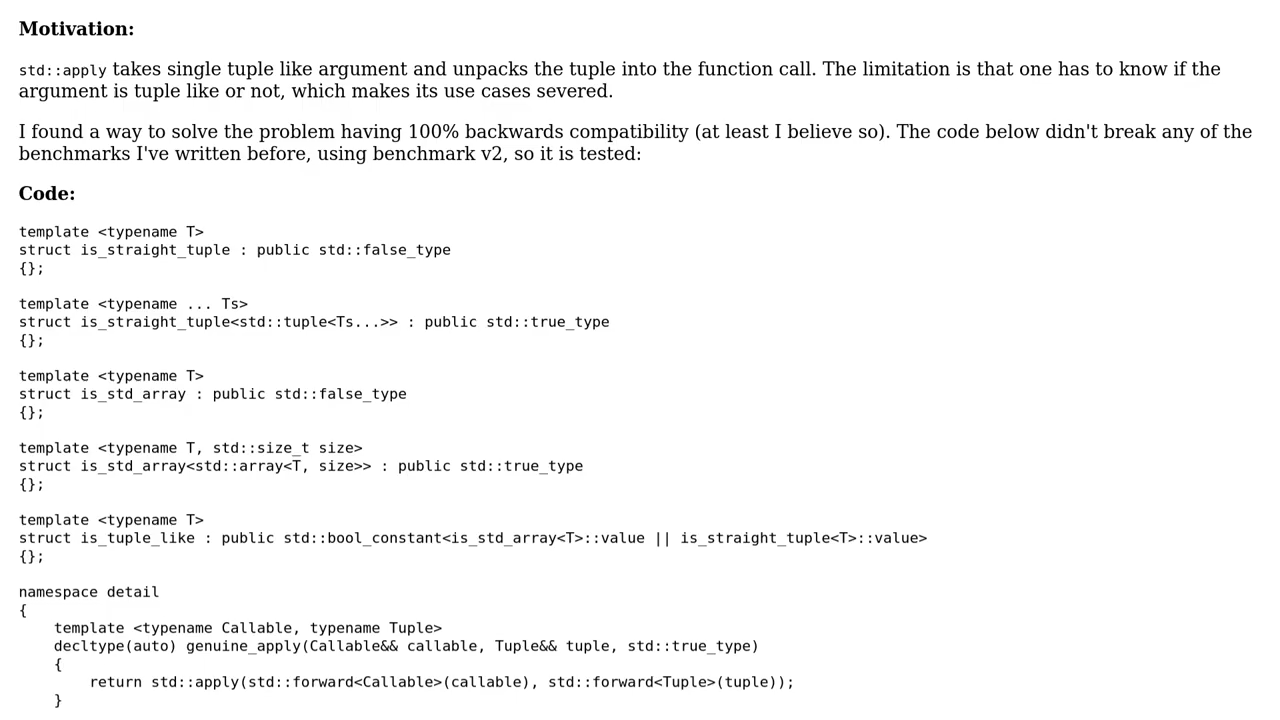 Motivation:
std::apply takes single tuple like argument and unpacks the tuple into the function call. The limitation is that one has to know if the
argument is tuple like or not, which makes its use cases severed.
I found a way to solve the problem having 100% backwards compatibility (at least I believe so). The code below didn't break any of the
benchmarks I've written before, using benchmark v2, so it is tested:
Code:
template <typename T>
struct is_straight_tuple : public std::false_type
{};
template <typename ... Ts>
struct is_straight_tuple<std::tuple<Ts...>> : public std::true_type
{};
template <typename T>
struct is_std_array : public std::false_type
{};
template <typename T, std::size_t size>
struct is_std_array<std::array<T, size>> : public std::true_type
{};
template <typename T>
struct is_tuple_like : public std::bool_constant<is_std_array<T>::value || is_straight_tuple<T>::value>
{};
namespace detail
{
    template <typename Callable, typename Tuple>
    decltype(auto) genuine_apply(Callable&& callable, Tuple&& tuple, std::true_type)
    {
        return std::apply(std::forward<Callable>(callable), std::forward<Tuple>(tuple));
    }